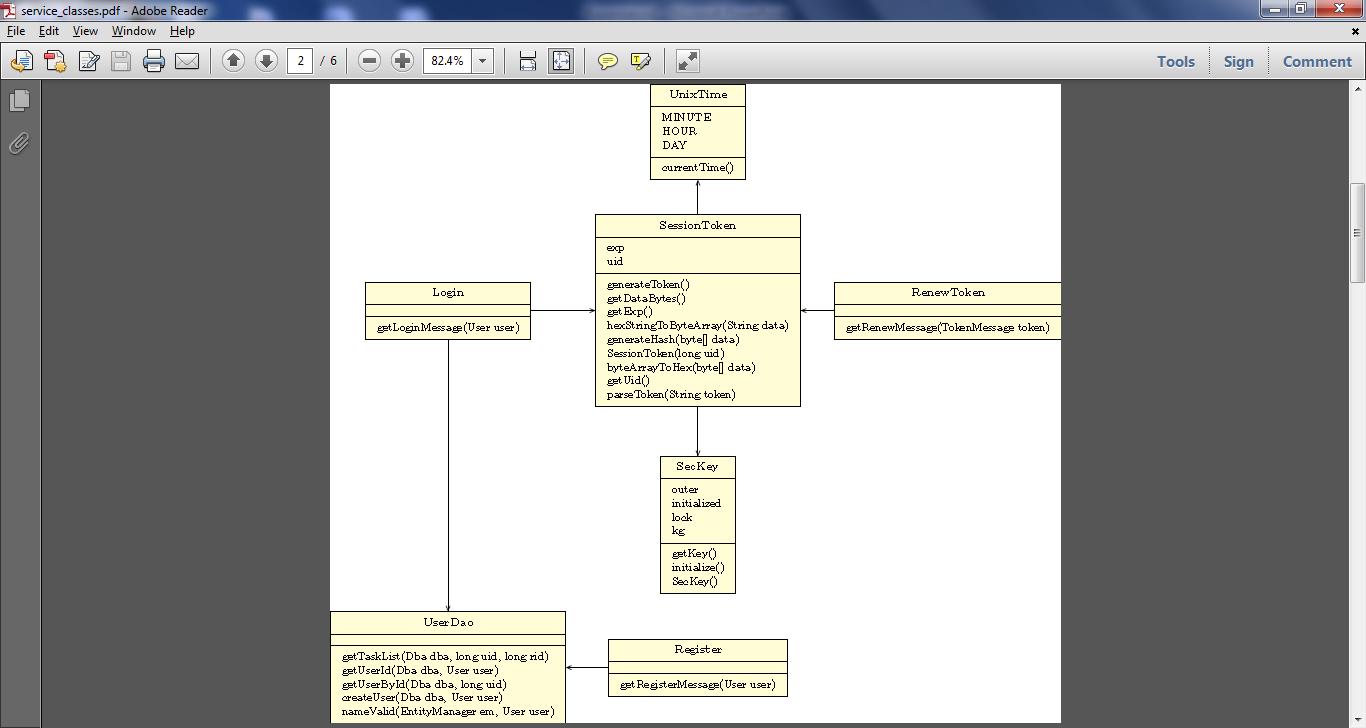 service_classes.pdf - Adobe Reader
File Edit View Window Help
2 / 6 82.4% Tools Sign Comment
UnixTime
MINUTE
HOUR
DAY
currentTime()
SessionToken
exp
uid
generateToken()
getDataBytes()
getExp()
hexStringToByteArray(String data)
generateHash(byte[] data)
SessionToken(long uid)
byteArrayToHex(byte[] data)
getUid()
parseToken(String token)
Login
getLoginMessage(User user)
RenewToken
getRenewMessage(TokenMessage token)
SecKey
outer
initialized
lock
kg
getKey()
initialize()
SecKey()
UserDao
getTaskList(Dba dba, long uid, long rid)
getUserId(Dba dba, User user)
getUserById(Dba dba, long uid)
createUser(Dba dba, User user)
nameValid(EntityManager em, User user)
Register
getRegisterMessage(User user)